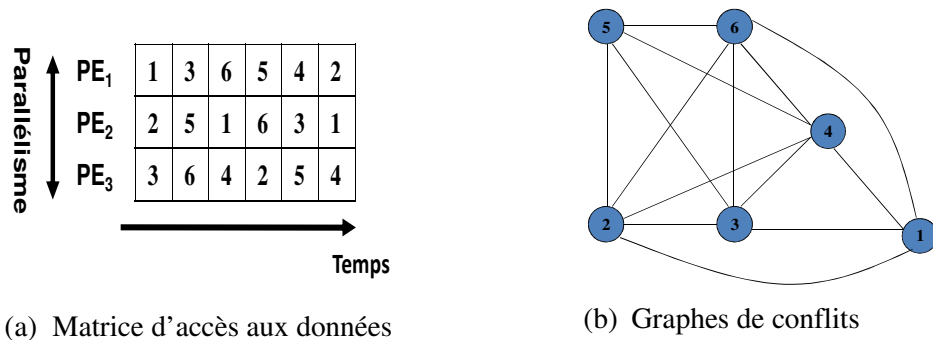 Parallélisme
PE1 1 3 6 5 4 2
PE2 2 5 1 6 3 1
PE3 3 6 4 2 5 4
Temps
(a) Matrice d'accès aux données
5 6
4
2 3 1
(b) Graphes de conflits